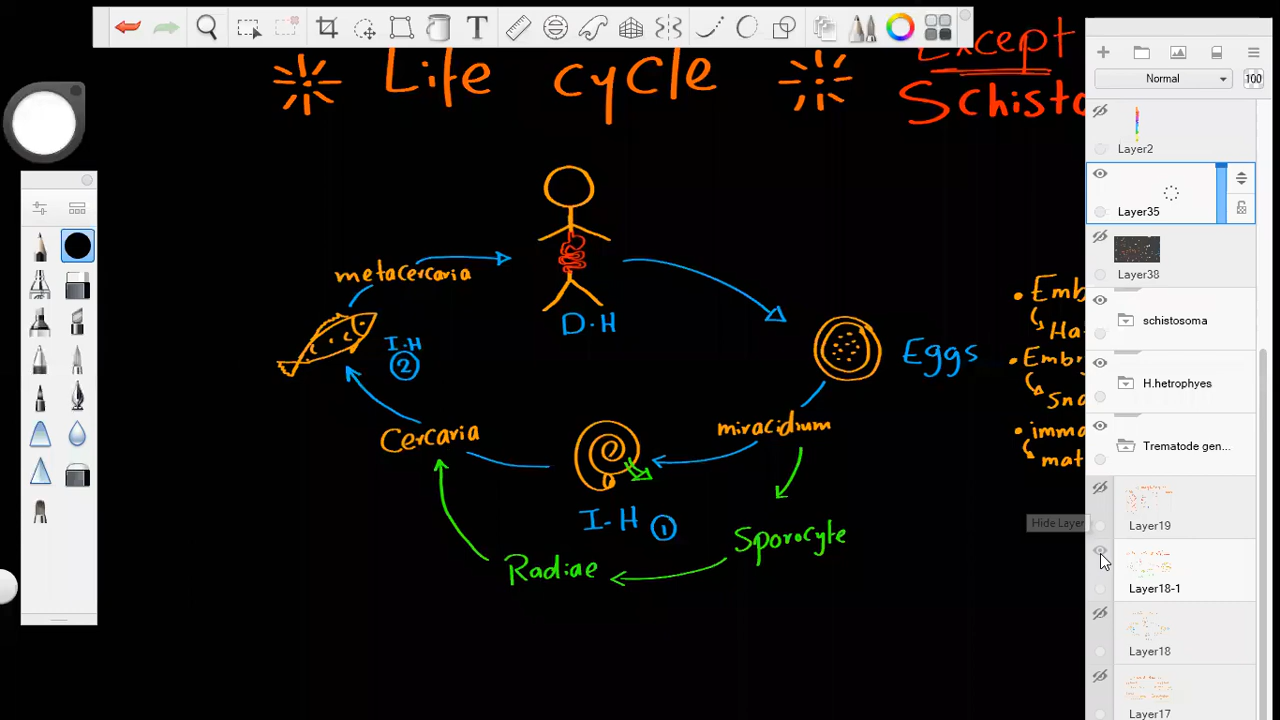 Life cycle
Except
Schisto
metacercaria
D.H
I.H
2
Eggs
Emb
Ha
Emb
Sna
imma
mat
Cercaria
miracidium
I-H 1
Sporocyte
Radiae
T
Normal
100
Layer2
Layer35
Layer38
schistosoma
H.hetrophyes
Trematode gen...
Layer19
Hide Layer
Layer18-1
Layer18
Layer17